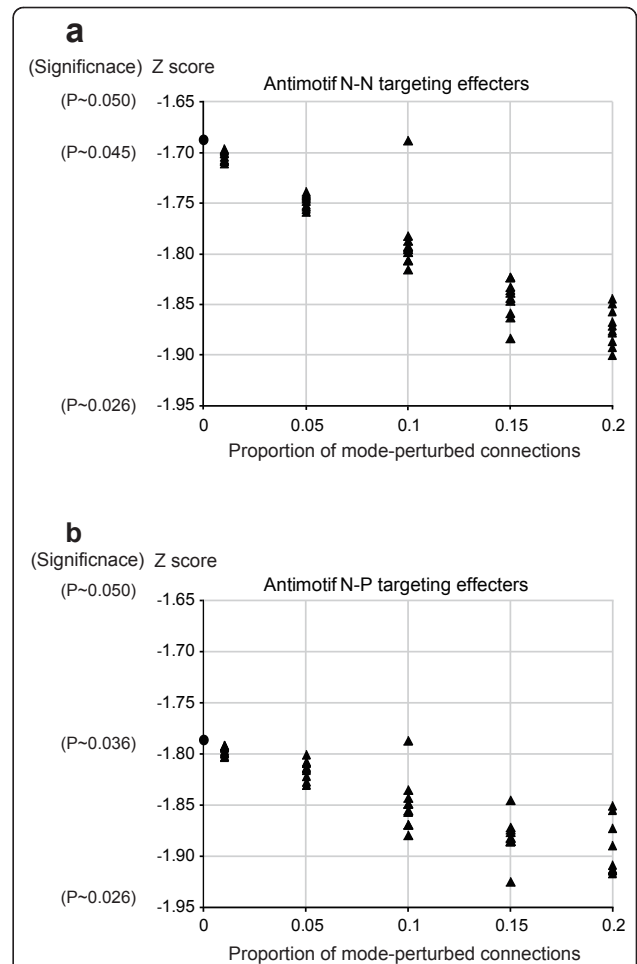 a
(Significnace) Z score
Antimotif N-N targeting effecters
(P~0.050) -1.65
(P~0.045) -1.70
-1.75
-1.80
-1.85
-1.90
(P~0.026) -1.95
0 0.05 0.1 0.15 0.2
Proportion of mode-perturbed connections
b
(Significnace) Z score
Antimotif N-P targeting effecters
(P~0.050) -1.65
-1.70
-1.75
(P~0.036) -1.80
-1.85
-1.90
(P~0.026) -1.95
0 0.05 0.1 0.15 0.2
Proportion of mode-perturbed connections